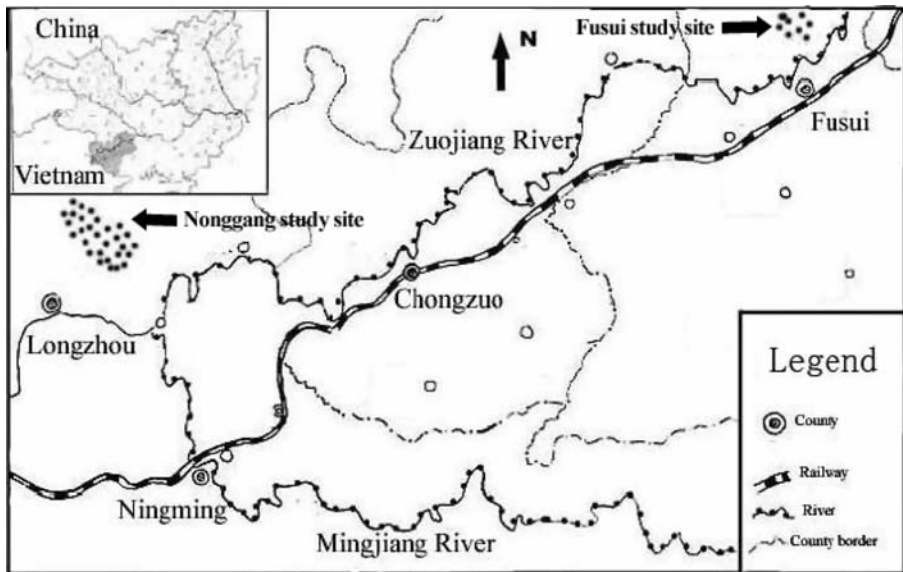 China
Vietnam
N
Fusui study site
Fusui
Zuojiang River
Nonggang study site
Chongzuo
Longzhou
Ningming
Mingjiang River
Legend
County
Railway
River
County border